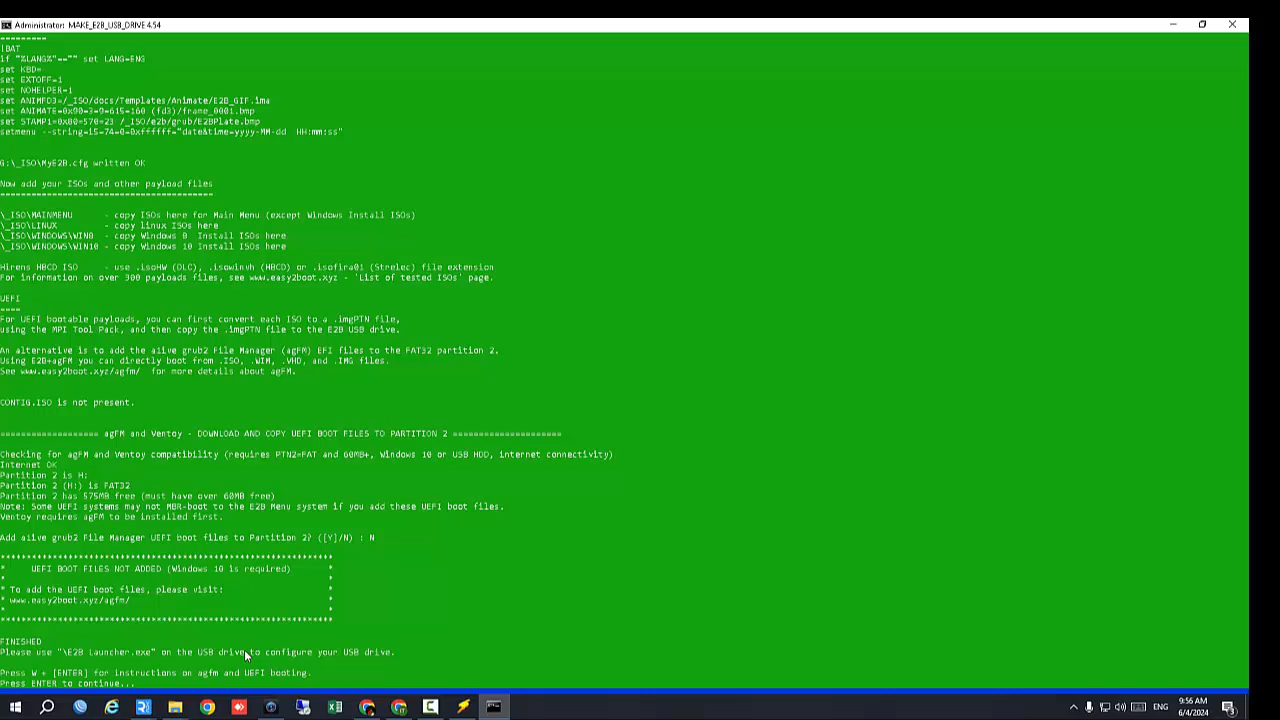 Administrator: MAKE_E2B_USB_DRIVE 4.54
---------
!BAT
if "%LANG%"=="" set LANG=ENG
set KBD=
set EXTOFF=1
set NOHELPER=1
set ANIMFD3=/_ISO/docs/Templates/Animate/E2B_GIF.ima
set ANIMATE=0x90=3=9=615=160 (fd3)/frame_0001.bmp
set STAMP1=0x80=570=23 /_ISO/e2b/grub/E2BPlate.bmp
setmenu --string=i5=74=0=0xffffff="date&time=yyyy-MM-dd  HH:mm:ss"
G:\_ISO\MyE2B.cfg written OK
Now add your ISOs and other payload files
-----------------------------------------
\_ISO\MAINMENU      - copy ISOs here for Main Menu (except Windows Install ISOs)
\_ISO\LINUX         - copy linux ISOs here
\_ISO\WINDOWS\WIN8  - copy Windows 8  Install ISOs here
\_ISO\WINDOWS\WIN10 - copy Windows 10 Install ISOs here
Hirens HBCD ISO     - use .isoHW (DLC), .isowinvh (HBCD) or .isofira01 (Strelec) file extension
For information on over 300 payloads files, see www.easy2boot.xyz - 'List of tested ISOs' page.
UEFI
----
For UEFI bootable payloads, you can first convert each ISO to a .imgPTN file,
using the MPI Tool Pack, and then copy the .imgPTN file to the E2B USB drive.
An alternative is to add the a1ive grub2 File Manager (agFM) EFI files to the FAT32 partition 2.
Using E2B+agFM you can directly boot from .ISO, .WIM, .VHD, and .IMG files.
See www.easy2boot.xyz/agfm/  for more details about agFM.
CONTIG.ISO is not present.
=================== agFM and Ventoy - DOWNLOAD AND COPY UEFI BOOT FILES TO PARTITION 2 =====================
Checking for agFM and Ventoy compatibility (requires PTN2=FAT and 60MB+, Windows 10 or USB HDD, internet connectivity)
Internet OK
Partition 2 is H:
Partition 2 (H:) is FAT32
Partition 2 has 575MB free (must have over 60MB free)
Note: Some UEFI systems may not MBR-boot to the E2B Menu system if you add these UEFI boot files.
Ventoy requires agFM to be installed first.
Add a1ive grub2 File Manager UEFI boot files to Partition 2? ([Y]/N) : N
****************************************************************
*     UEFI BOOT FILES NOT ADDED (Windows 10 is required)       *
*                                                              *
* To add the UEFI boot files, please visit:                    *
* www.easy2boot.xyz/agfm/                                      *
*                                                              *
****************************************************************
FINISHED
Please use "\E2B Launcher.exe" on the USB drive to configure your USB drive.
Press W + [ENTER] for instructions on agfm and UEFI booting.
Press ENTER to continue...
9:56 AM
6/4/2024
3